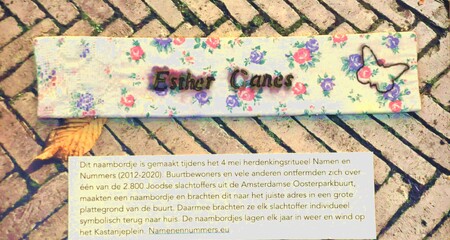 Esther Canes
Dit naambordje is gemaakt tijdens het 4 mei herdenkingsritueel Namen en
Nummers (2012-2020). Buurtbewoners en vele anderen ontfermden zich over
één van de 2.800 Joodse slachtoffers uit de Amsterdamse Oosterparkbuurt,
maakten een naambordje en brachten dit naar het juiste adres in een grote
plattegrond van de buurt. Daarmee brachten ze elk slachtoffer individueel
symbolisch terug naar huis. De naambordjes lagen elk jaar in weer en wind op
het Kastanjeplein. Namenennummers.eu